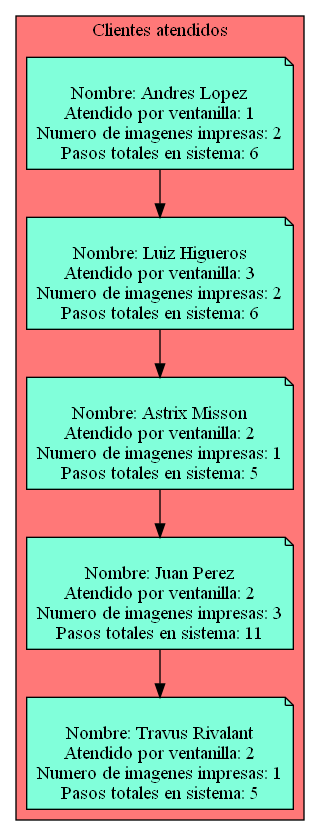 Clientes atendidos
Nombre: Andres Lopez
Atendido por ventanilla: 1
Numero de imagenes impresas: 2
Pasos totales en sistema: 6
Nombre: Luiz Higueros
Atendido por ventanilla: 3
Numero de imagenes impresas: 2
Pasos totales en sistema: 6
Nombre: Astrix Misson
Atendido por ventanilla: 2
Numero de imagenes impresas: 1
Pasos totales en sistema: 5
Nombre: Juan Perez
Atendido por ventanilla: 2
Numero de imagenes impresas: 3
Pasos totales en sistema: 11
Nombre: Travus Rivalant
Atendido por ventanilla: 2
Numero de imagenes impresas: 1
Pasos totales en sistema: 5